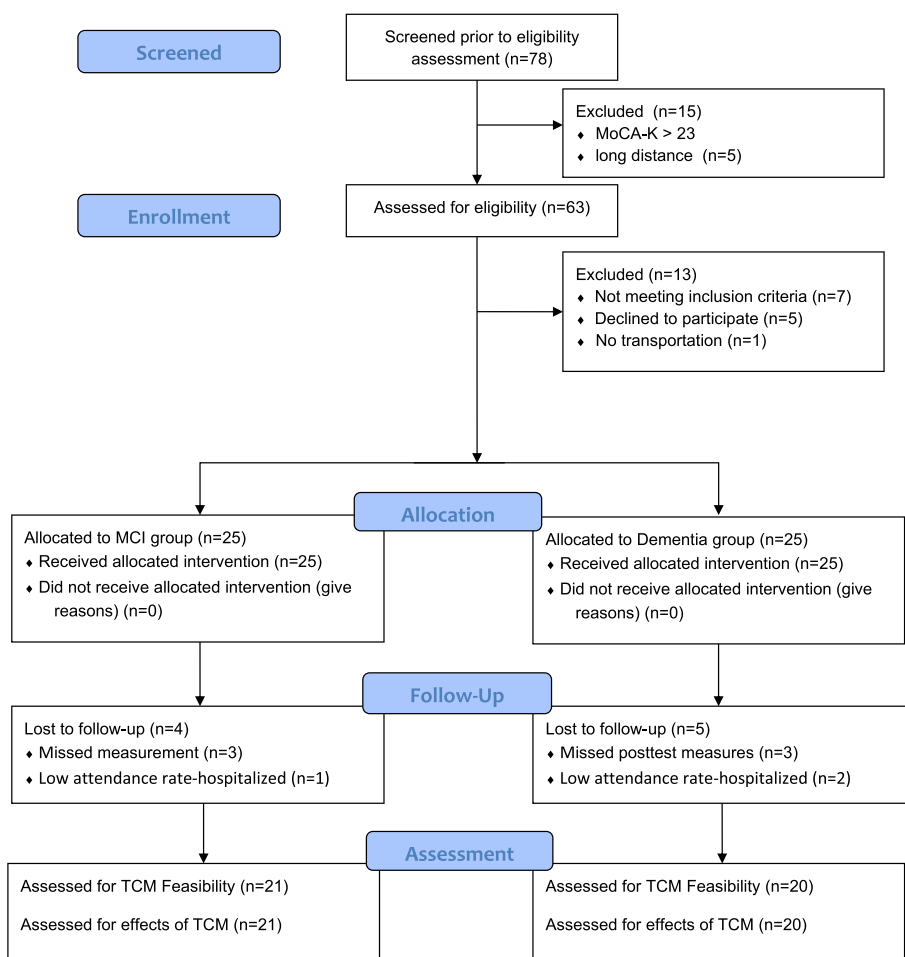 Screened
Screened prior to eligibility
assessment (n=78)
Excluded (n=15)
♦ MoCA-K > 23
♦ long distance (n=5)
Enrollment
Assessed for eligibility (n=63)
Excluded (n=13)
♦ Not meeting inclusion criteria (n=7)
♦ Declined to participate (n=5)
♦ No transportation (n=1)
Allocation
Allocated to MCI group (n=25)
♦ Received allocated intervention (n=25)
♦ Did not receive allocated intervention (give
reasons) (n=0)
Allocated to Dementia group (n=25)
♦ Received allocated intervention (n=25)
♦ Did not receive allocated intervention (give
reasons) (n=0)
Follow-Up
Lost to follow-up (n=4)
♦ Missed measurement (n=3)
♦ Low attendance rate-hospitalized (n=1)
Lost to follow-up (n=5)
♦ Missed posttest measures (n=3)
♦ Low attendance rate-hospitalized (n=2)
Assessment
Assessed for TCM Feasibility (n=21)
Assessed for effects of TCM (n=21)
Assessed for TCM Feasibility (n=20)
Assessed for effects of TCM (n=20)